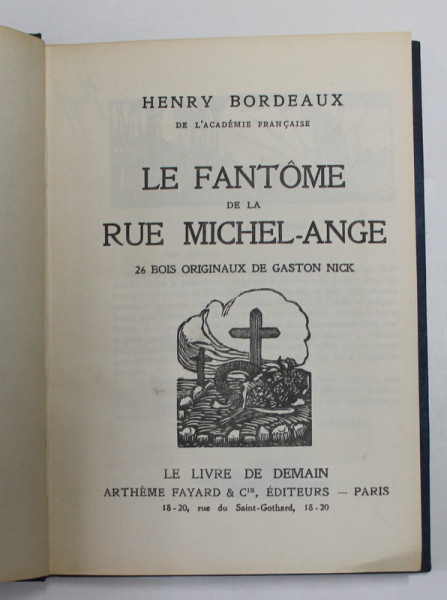 HENRY BORDEAUX
DE L'ACADÉMIE FRANÇAISE
LE FANTÔME
DE LA
RUE MICHEL-ANGE
26 BOIS ORIGINAUX DE GASTON NICK
LE LIVRE DE DEMAIN
ARTHÈME FAYARD & Cie, ÉDITEURS — PARIS
18-20, rue du Saint-Gothard, 18-20